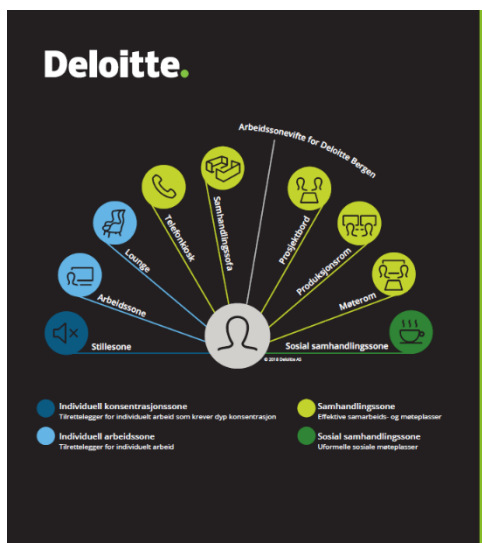 Deloitte.
Arbeidssonevifte for Deloitte Bergen
Stillesone
Arbeidssone
Lounge
Telefonkiosk
Samhandlingssofa
Prosjektbord
Produksjonsrom
Møterom
Sosial samhandlingssone
© 2018 Deloitte AS
Individuell konsentrasjonssone
Tilrettelegger for individuelt arbeid som krever dyp konsentrasjon
Individuell arbeidssone
Tilrettelegger for individuelt arbeid
Samhandlingssone
Effektive samarbeids- og møteplasser
Sosial samhandlingssone
Uformelle sosiale møteplasser